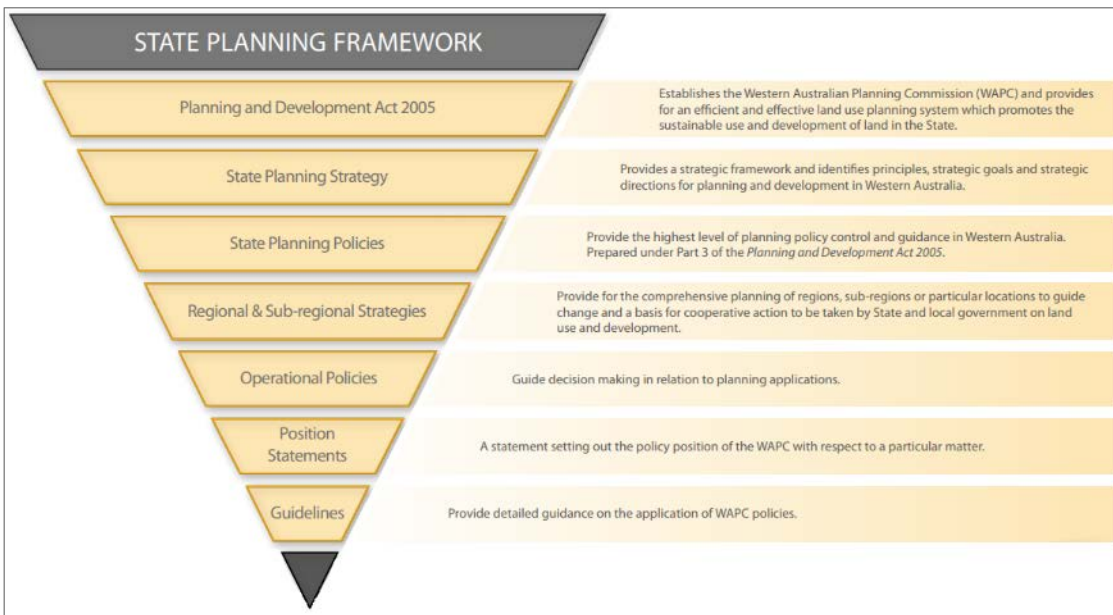 STATE PLANNING FRAMEWORK
Planning and Development Act 2005
Establishes the Western Australian Planning Commission (WAPC) and provides
for an efficient and effective land use planning system which promotes the
sustainable use and development of land in the State.
State Planning Strategy
Provides a strategic framework and identifies principles, strategic goals and strategic
directions for planning and development in Western Australia.
State Planning Policies
Provide the highest level of planning policy control and guidance in Western Australia.
Prepared under Part 3 of the Planning and Development Act 2005.
Regional & Sub-regional Strategies
Provide for the comprehensive planning of regions, sub-regions or particular locations to guide
change and a basis for cooperative action to be taken by State and local government on land
use and development.
Operational Policies
Guide decision making in relation to planning applications.
Position
Statements
A statement setting out the policy position of the WAPC with respect to a particular matter.
Guidelines
Provide detailed guidance on the application of WAPC policies.